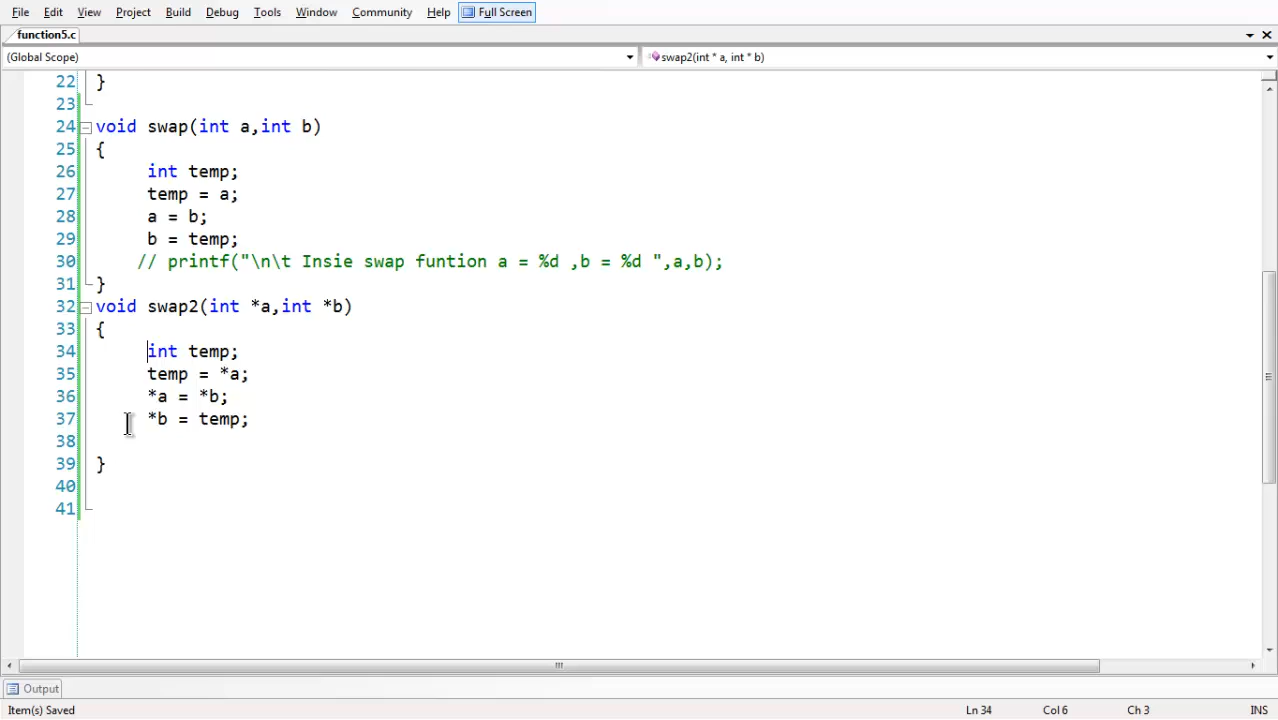 File Edit View Project Build Debug Tools Window Community Help Full Screen
function5.c
(Global Scope) swap2(int * a, int * b)
22 }
23
24 void swap(int a,int b)
25 {
26 int temp;
27 temp = a;
28 a = b;
29 b = temp;
30 // printf("\n\t Insie swap funtion a = %d ,b = %d ",a,b);
31 }
32 void swap2(int *a,int *b)
33 {
34 int temp;
35 temp = *a;
36 *a = *b;
37 *b = temp;
38
39 }
40
41
Output
Item(s) Saved Ln 34 Col 6 Ch 3 INS